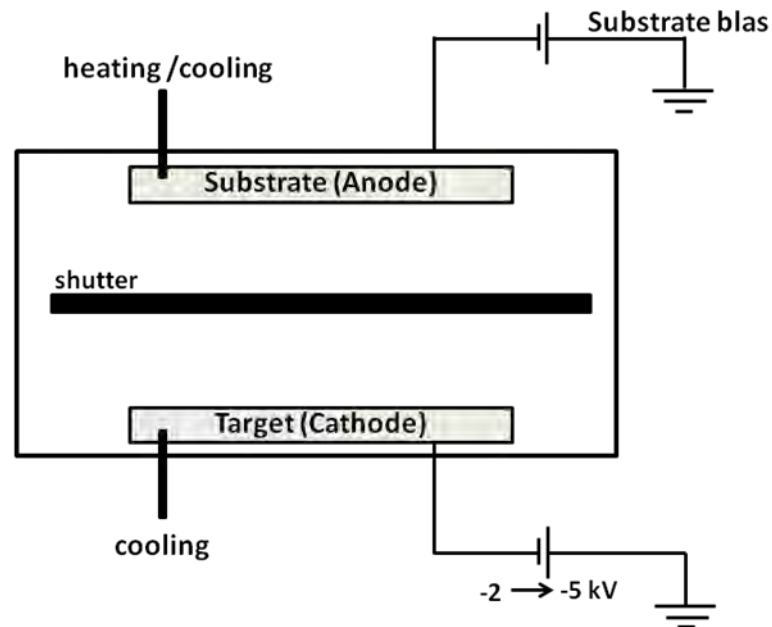 Substrate blas
heating /cooling
Substrate (Anode)
shutter
Target (Cathode)
cooling
-2 → -5 kV